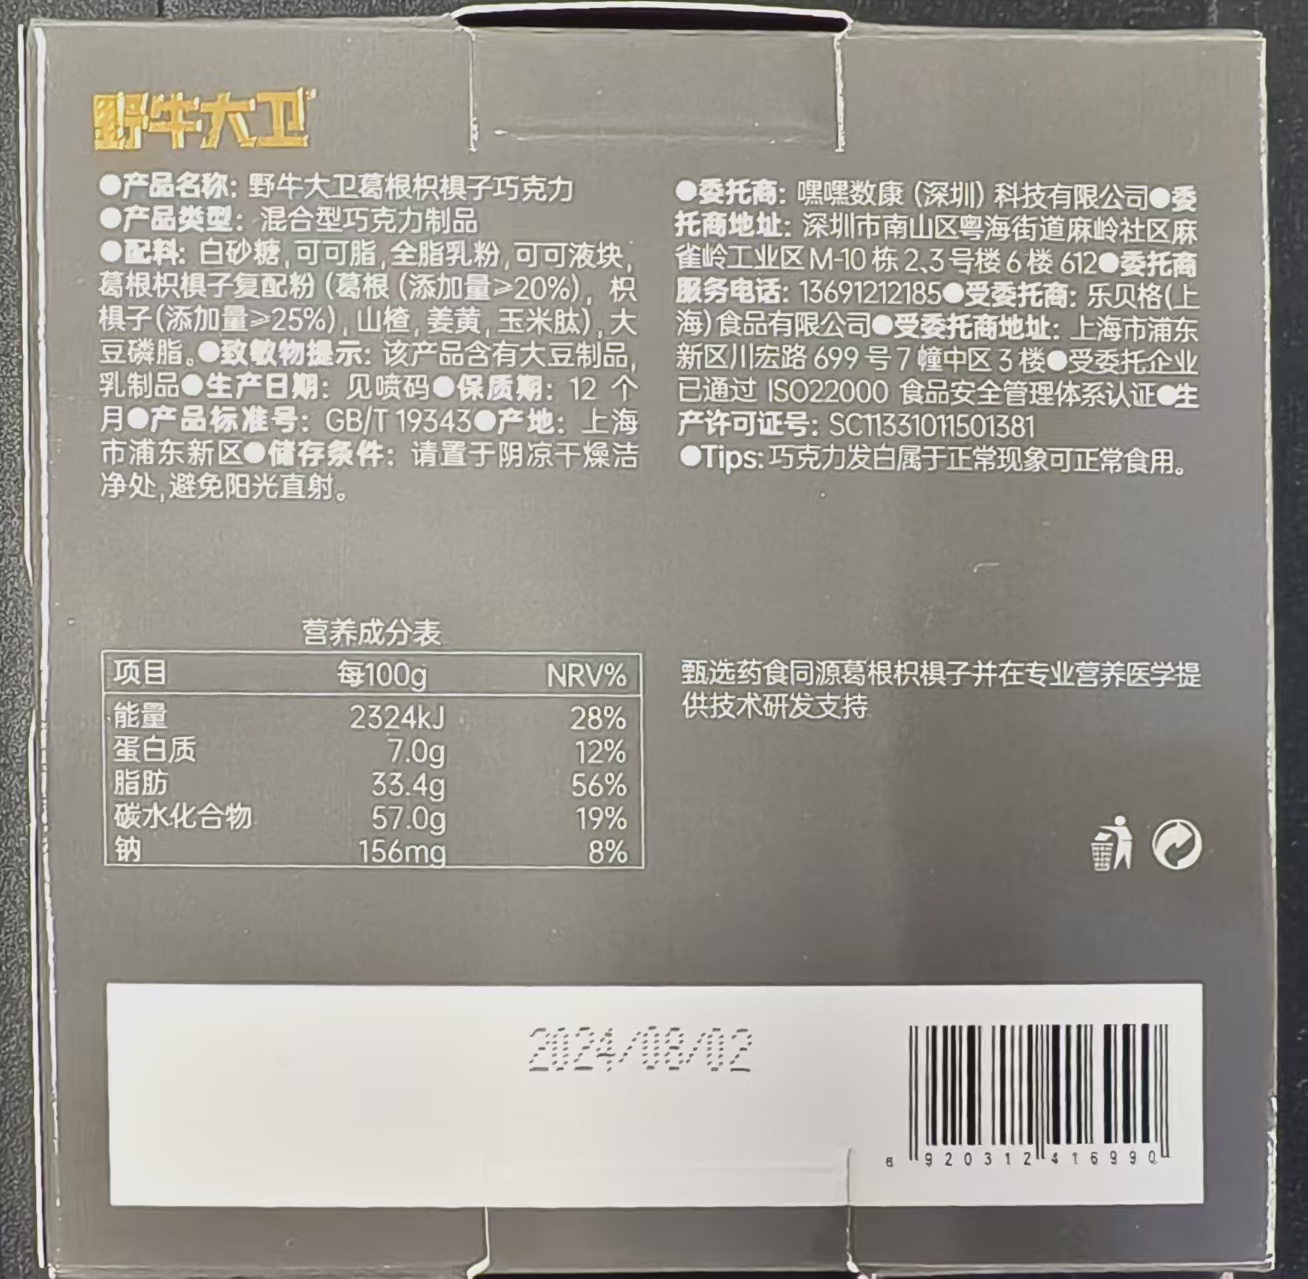 野牛大卫
●产品名称: 野牛大卫葛根枳椇子巧克力
●产品类型: 混合型巧克力制品
●配料: 白砂糖,可可脂,全脂乳粉,可可液块,
葛根枳椇子复配粉(葛根(添加量≥20%),枳
椇子(添加量≥25%),山楂,姜黄,玉米肽),大
豆磷脂。●致敏物提示: 该产品含有大豆制品,
乳制品●生产日期: 见喷码●保质期: 12 个
月●产品标准号: GB/T 19343●产地: 上海
市浦东新区●储存条件: 请置于阴凉干燥洁
净处,避免阳光直射。
●委托商: 嘿嘿数康(深圳)科技有限公司●委
托商地址: 深圳市南山区粤海街道麻岭社区麻
雀岭工业区M-10栋2、3号楼6楼612●委托商
服务电话: 13691212185●受委托商: 乐贝格(上
海)食品有限公司●受委托商地址: 上海市浦东
新区川宏路699号7幢中区3楼●受委托企业
已通过 ISO22000 食品安全管理体系认证●生
产许可证号: SC11331011501381
●Tips:巧克力发白属于正常现象可正常食用。
营养成分表
项目 每100g NRV%
能量 2324kJ 28%
蛋白质 7.0g 12%
脂肪 33.4g 56%
碳水化合物 57.0g 19%
钠 156mg 8%
甄选药食同源葛根枳椇子并在专业营养医学提
供技术研发支持
2024/08/02
6 920312 416990